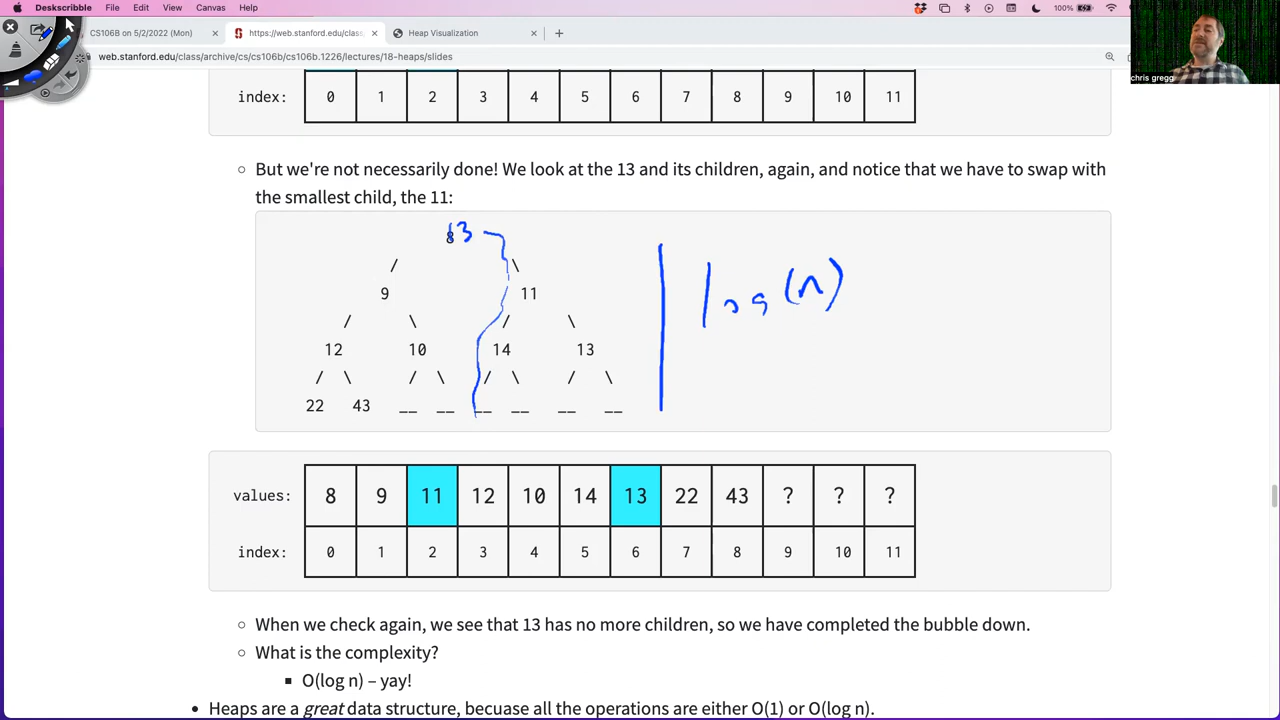 Deskscribble File Edit View Canvas Help 100%
CS106B on 5/2/2022 (Mon) https://web.stanford.edu/class, Heap Visualization
web.stanford.edu/class/archive/cs/cs106b.1226/lectures/18-heaps/slides
chris gregg
index: 0 1 2 3 4 5 6 7 8 9 10 11
But we're not necessarily done! We look at the 13 and its children, again, and notice that we have to swap with
the smallest child, the 11:
8 13
/ \
9 11
/ \ / \
12 10 14 13
/ \ / \ / \ / \
22 43 __ __ __ __ __ __
log(n)
values: 8 9 11 12 10 14 13 22 43 ? ? ?
index: 0 1 2 3 4 5 6 7 8 9 10 11
When we check again, we see that 13 has no more children, so we have completed the bubble down.
What is the complexity?
O(log n) – yay!
Heaps are a great data structure, becuase all the operations are either O(1) or O(log n).